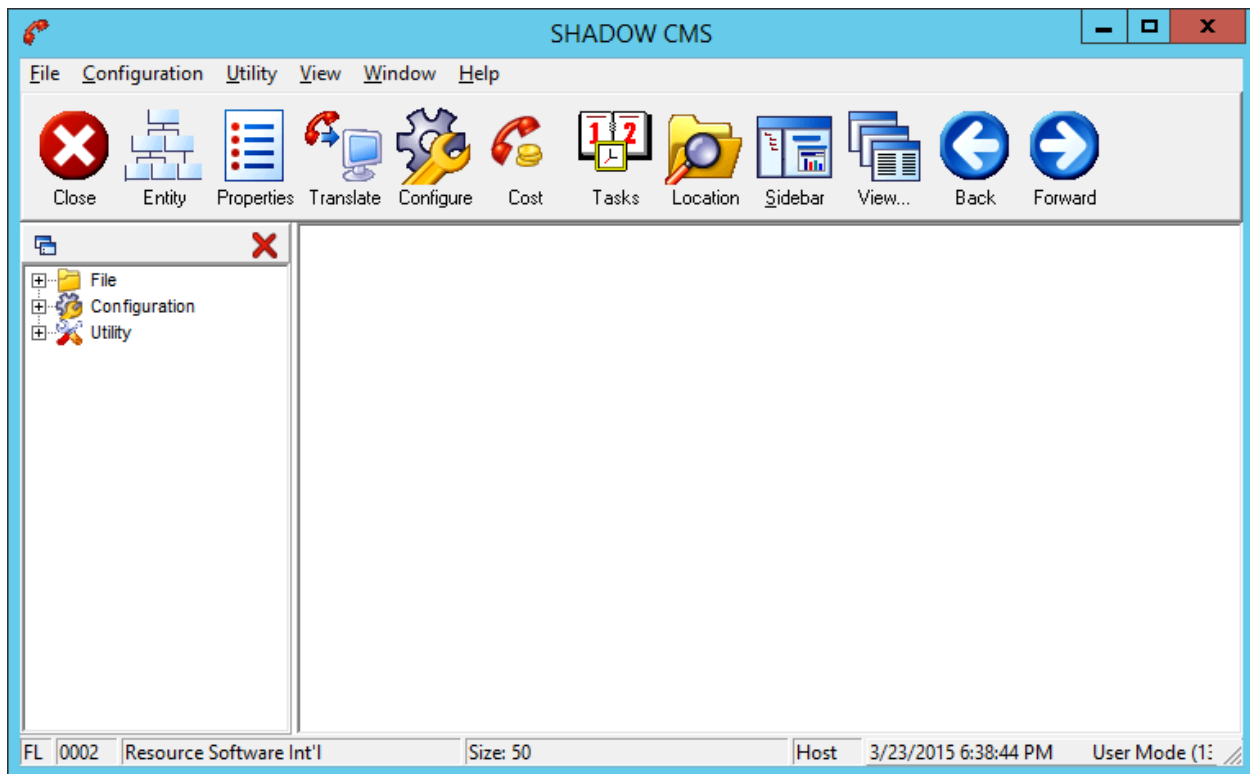 SHADOW CMS
File Configuration Utility View Window Help
1 2
Close Entity Properties Translate Configure Cost Tasks Location Sidebar View... Back Forward
File
Configuration
Utility
FL 0002 Resource Software Int'l Size: 50 Host 3/23/2015 6:38:44 PM User Mode (13